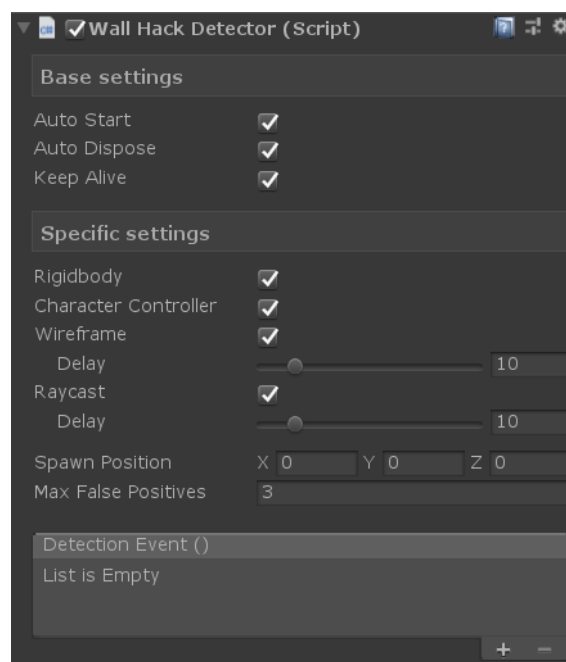 Wall Hack Detector (Script)
Base settings
Auto Start
Auto Dispose
Keep Alive
Specific settings
Rigidbody
Character Controller
Wireframe
Delay 10
Raycast
Delay 10
Spawn Position X 0 Y 0 Z 0
Max False Positives 3
Detection Event ()
List is Empty